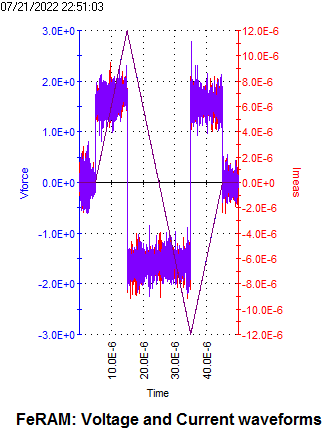 07/21/2022 22:51:03
3.0E+0
12.0E-6
10.0E-6
2.0E+0
8.0E-6
6.0E-6
1.0E+0
4.0E-6
2.0E-6
0.0E+0
0.0E+0
-2.0E-6
-1.0E+0
-4.0E-6
-6.0E-6
-2.0E+0
-8.0E-6
-10.0E-6
-3.0E+0
-12.0E-6
Vforce
Imeas
10.0E-6
20.0E-6
30.0E-6
40.0E-6
Time
FeRAM: Voltage and Current waveforms